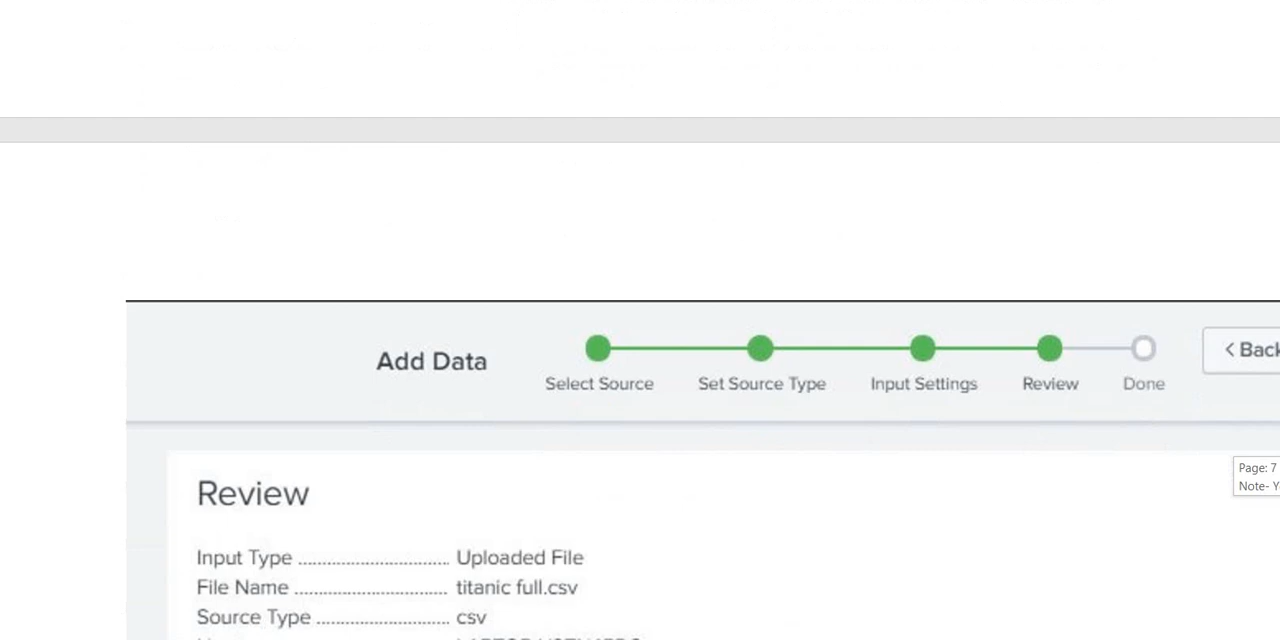 Add Data
Select Source
Set Source Type
Input Settings
Review
Done
< Back
Review
Input Type ................................ Uploaded File
File Name ................................ titanic full.csv
Source Type ............................ csv
Page: 7
Note-